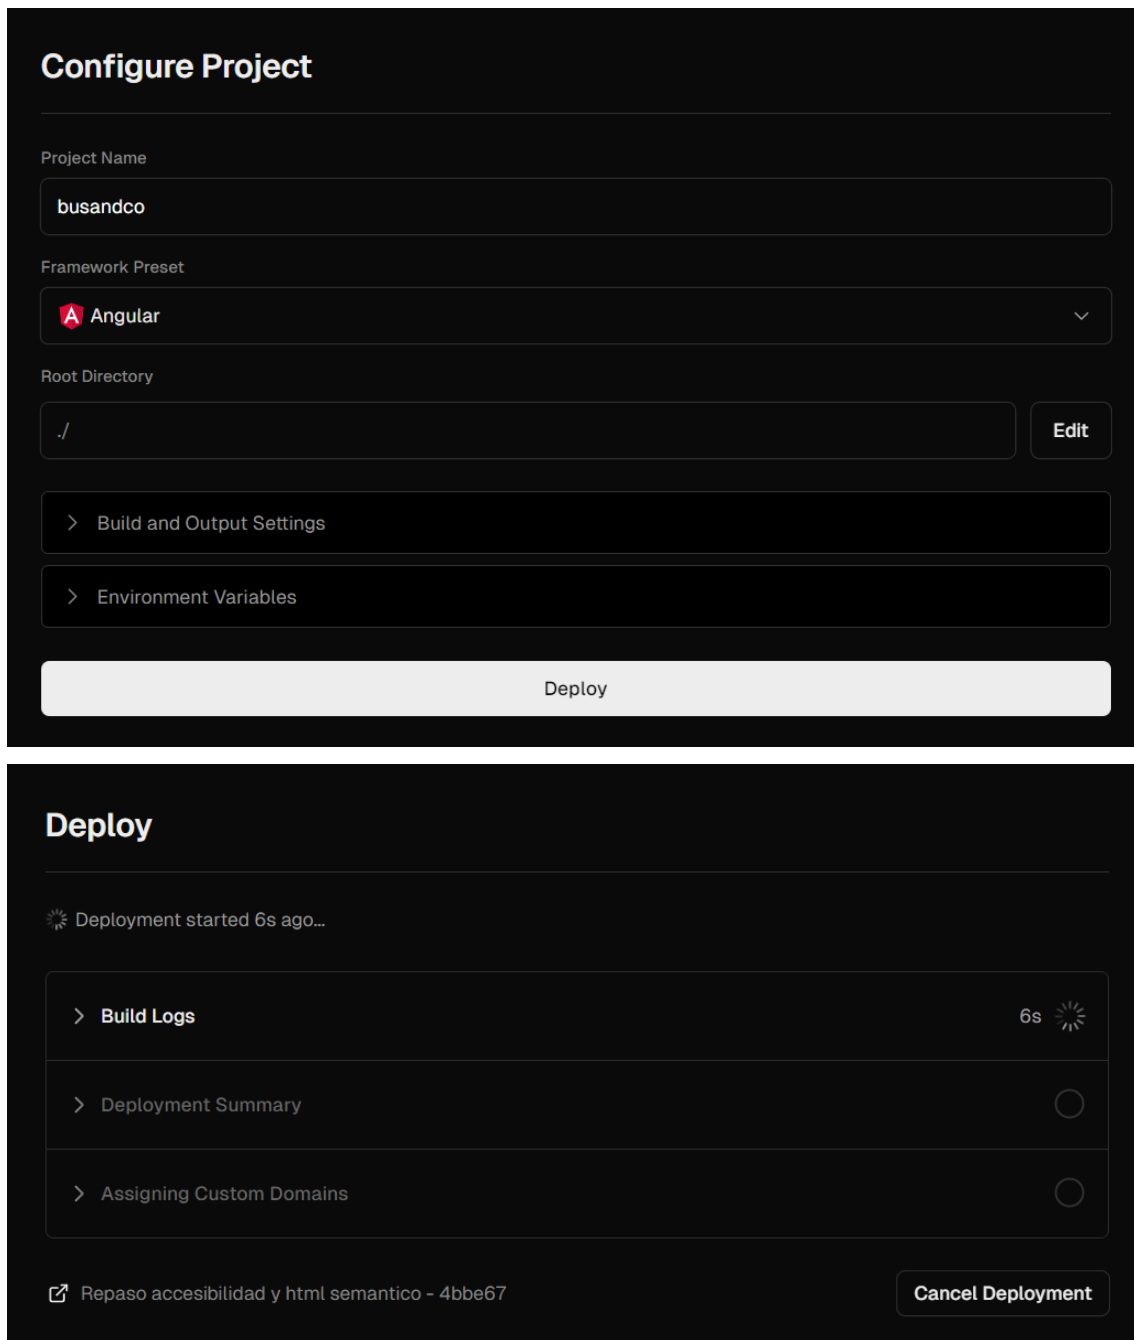 Configure Project
Project Name
busandco
Framework Preset
A Angular
Root Directory
./
Edit
Build and Output Settings
Environment Variables
Deploy
Deploy
Deployment started 6s ago...
Build Logs
6s
Deployment Summary
Assigning Custom Domains
Repaso accesibilidad y html semantico - 4bbe67
Cancel Deployment